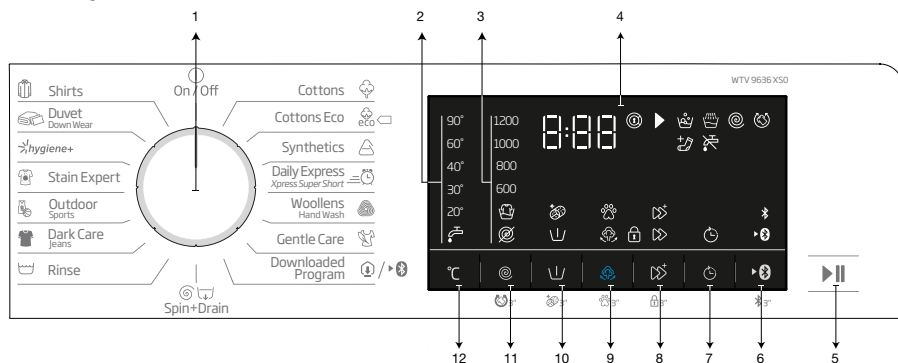 1
2
3
4
WTV 9636 XS0
On / Off
Shirts
Duvet
Down Wear
hygiene+
Stain Expert
Outdoor
Sports
Dark Care
Jeans
Rinse
Spin+Drain
Cottons
Cottons Eco
eco
Synthetics
Daily Express
Xpress Super Short
Woollens
Hand Wash
Gentle Care
Downloaded
Program
/
90° 1200 8:88
60° 1000
40° 800
30° 600
20°
°C
3" 3" 3" 3" 3"
12 11 10 9 8 7 6 5